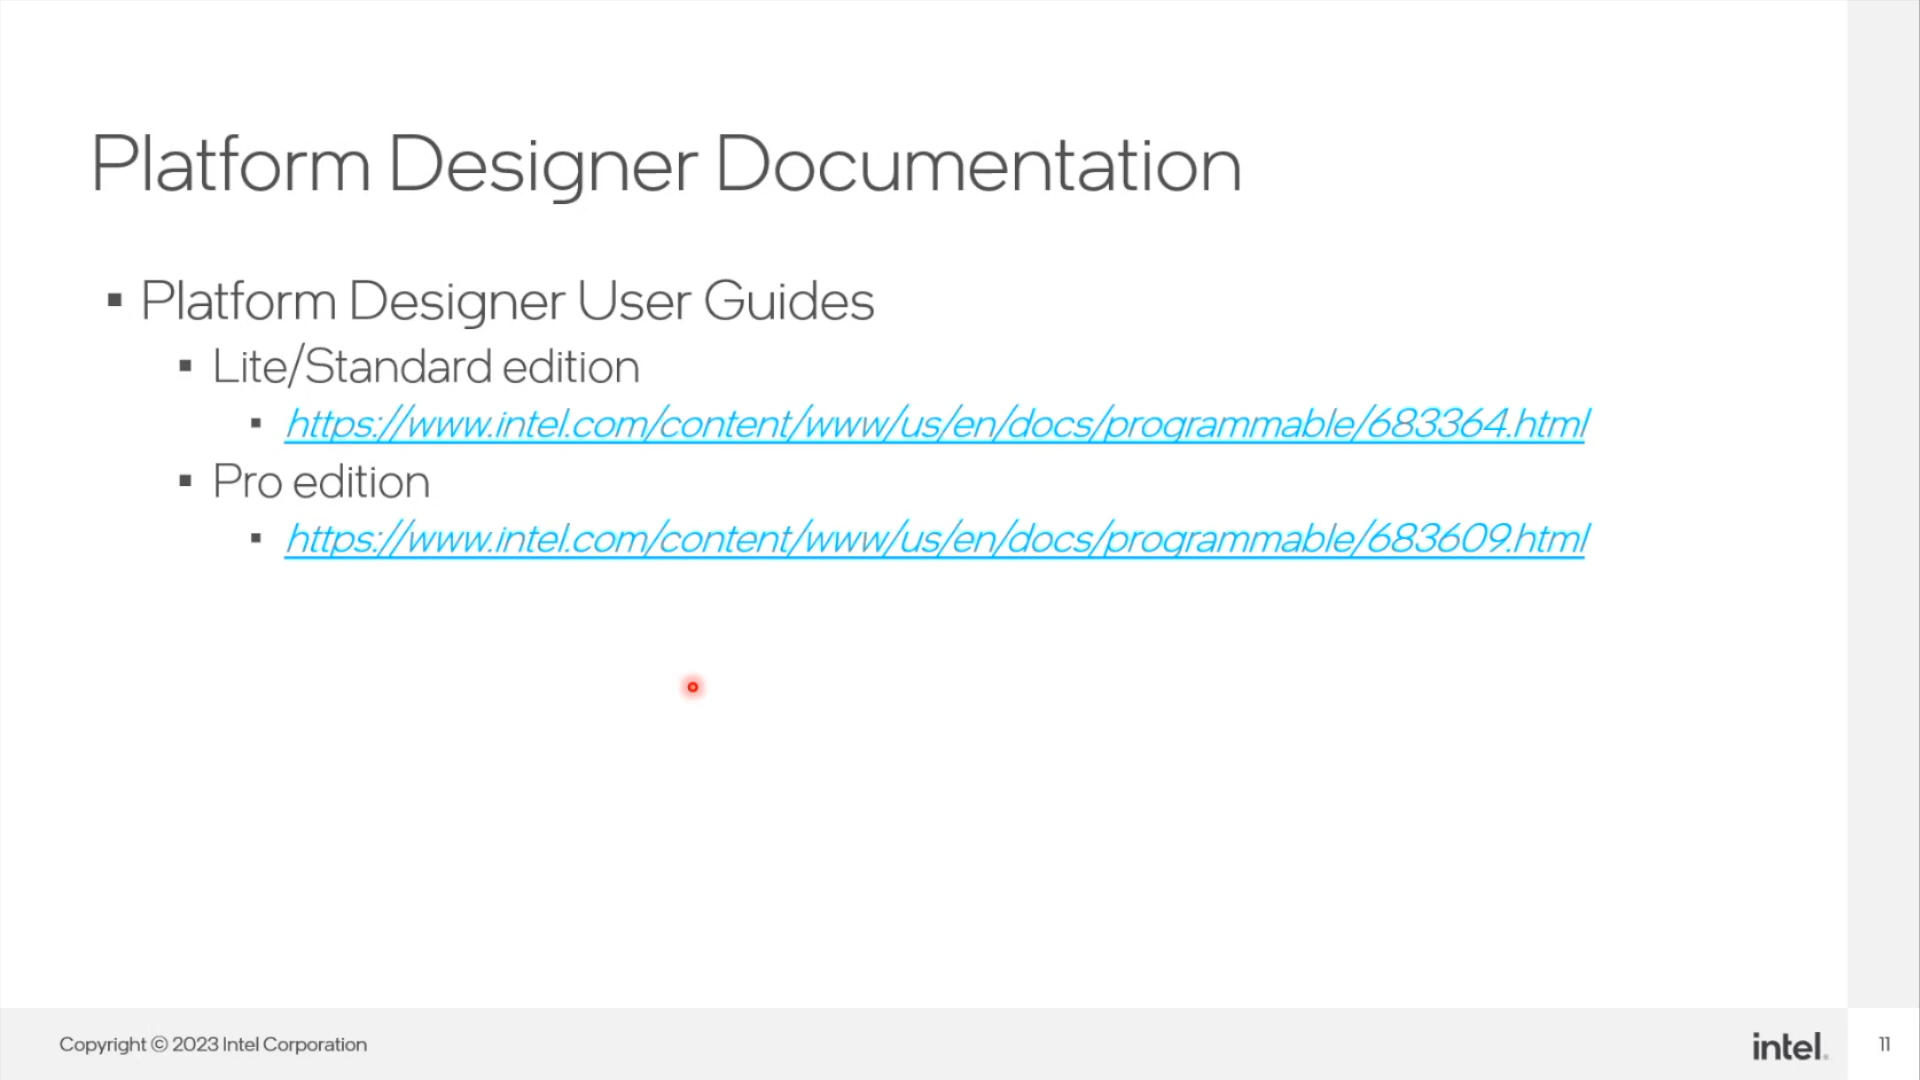 Platform Designer Documentation
▪ Platform Designer User Guides
▪ Lite/Standard edition
▪ https://www.intel.com/content/www/us/en/docs/programmable/683364.html
▪ Pro edition
▪ https://www.intel.com/content/www/us/en/docs/programmable/683609.html
Copyright © 2023 Intel Corporation
intel.
11